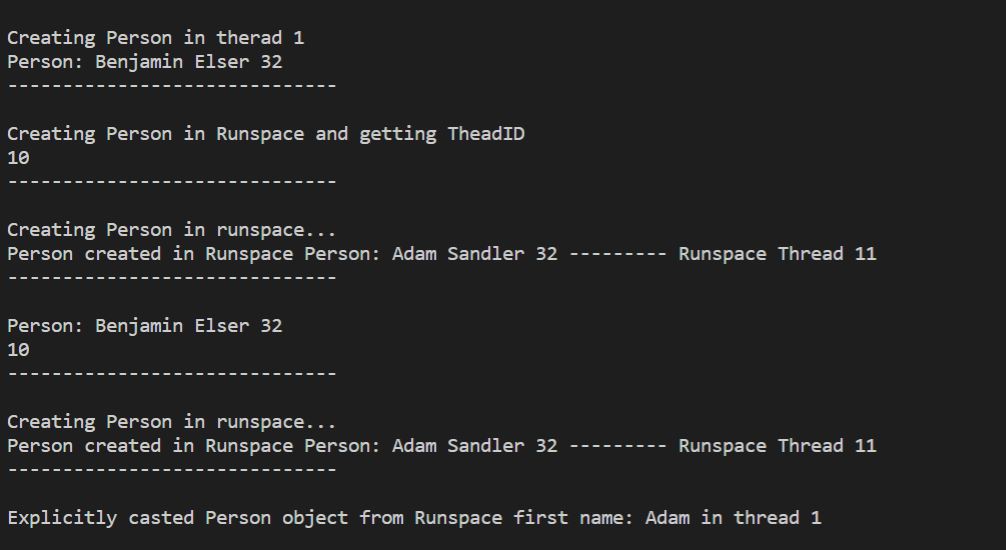 Creating Person in therad 1
Person: Benjamin Elser 32
------------------------------
Creating Person in Runspace and getting TheadID
10
------------------------------
Creating Person in runspace...
Person created in Runspace Person: Adam Sandler 32 --------- Runspace Thread 11
------------------------------
Person: Benjamin Elser 32
10
------------------------------
Creating Person in runspace...
Person created in Runspace Person: Adam Sandler 32 --------- Runspace Thread 11
------------------------------
Explicitly casted Person object from Runspace first name: Adam in thread 1